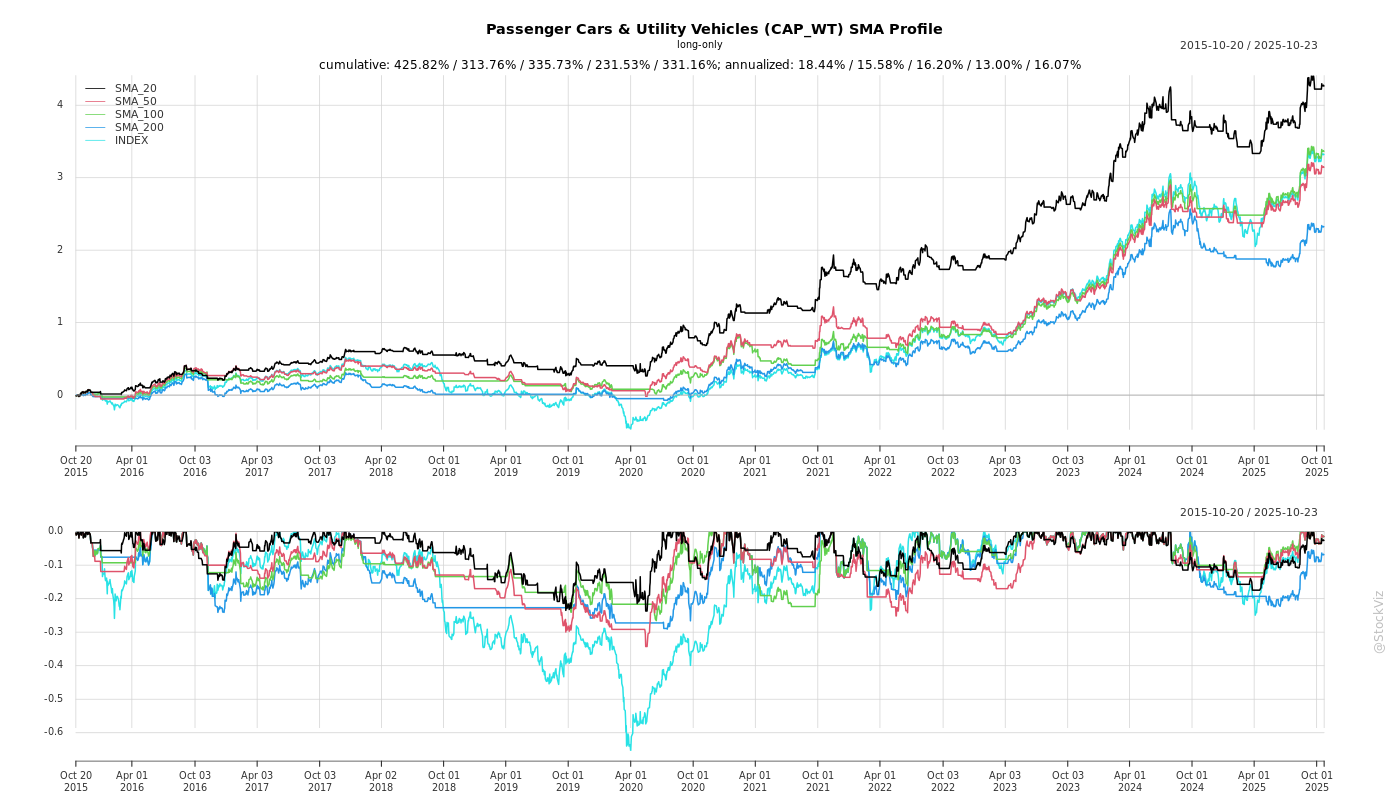 Passenger Cars & Utility Vehicles (CAP_WT) SMA Profile
long-only
2015-10-20 / 2025-10-23
cumulative: 425.82% / 313.76% / 335.73% / 231.53% / 331.16%; annualized: 18.44% / 15.58% / 16.20% / 13.00% / 16.07%
SMA_20
SMA_50
SMA_100
SMA_200
INDEX
4
3
2
1
0
Oct 20 Apr 01 Oct 03 Apr 03 Oct 03 Apr 02 Oct 01 Apr 01 Oct 01 Apr 01 Oct 01 Apr 01 Oct 01 Apr 01 Oct 03 Apr 03 Oct 03 Apr 01 Oct 01 Apr 01 Oct 01
2015 2016 2016 2017 2017 2018 2018 2019 2019 2020 2020 2021 2021 2022 2022 2023 2023 2024 2024 2025 2025
2015-10-20 / 2025-10-23
0.0
-0.1
-0.2
-0.3
-0.4
-0.5
-0.6
Oct 20 Apr 01 Oct 03 Apr 03 Oct 03 Apr 02 Oct 01 Apr 01 Oct 01 Apr 01 Oct 01 Apr 01 Oct 01 Apr 01 Oct 03 Apr 03 Oct 03 Apr 01 Oct 01 Apr 01 Oct 01
2015 2016 2016 2017 2017 2018 2018 2019 2019 2020 2020 2021 2021 2022 2022 2023 2023 2024 2024 2025 2025
@StockViz